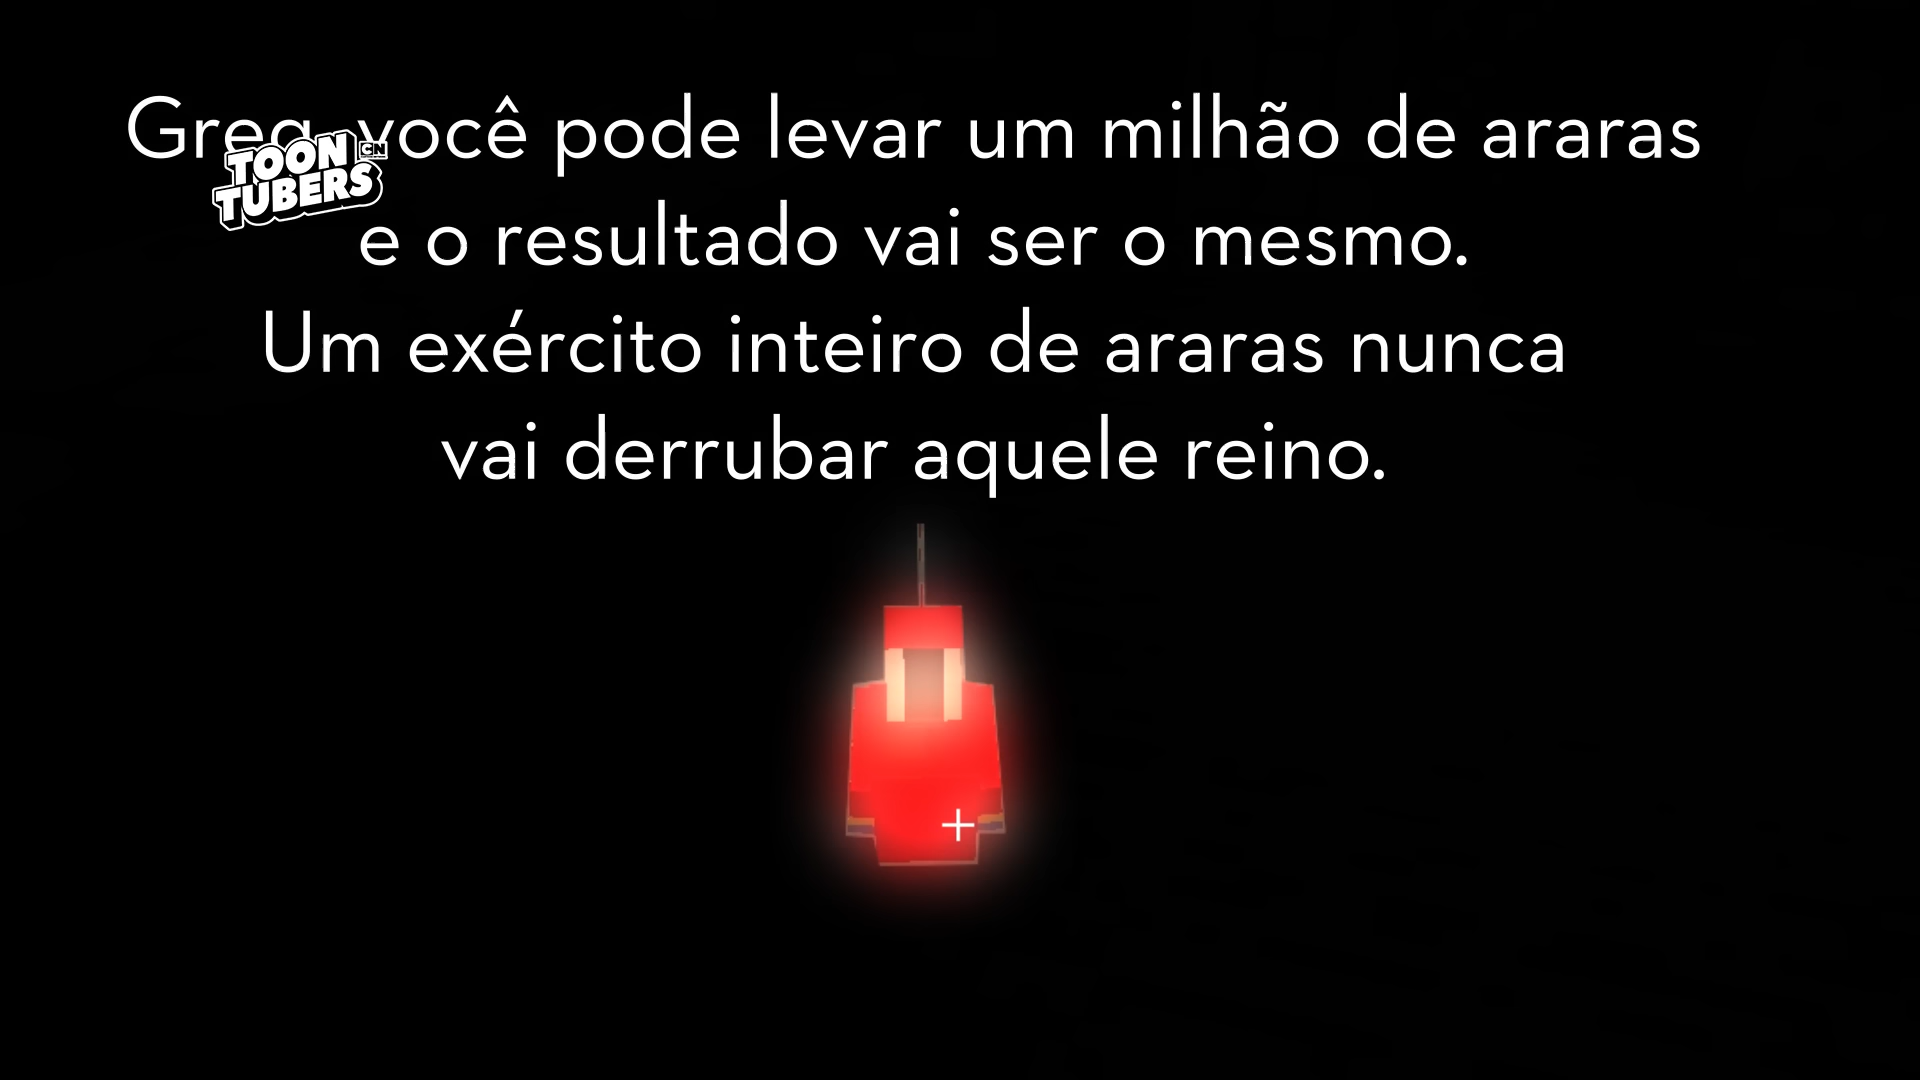 Greg, você pode levar um milhão de araras
TOON
CN
TUBERS
e o resultado vai ser o mesmo.
Um exército inteiro de araras nunca
vai derrubar aquele reino.